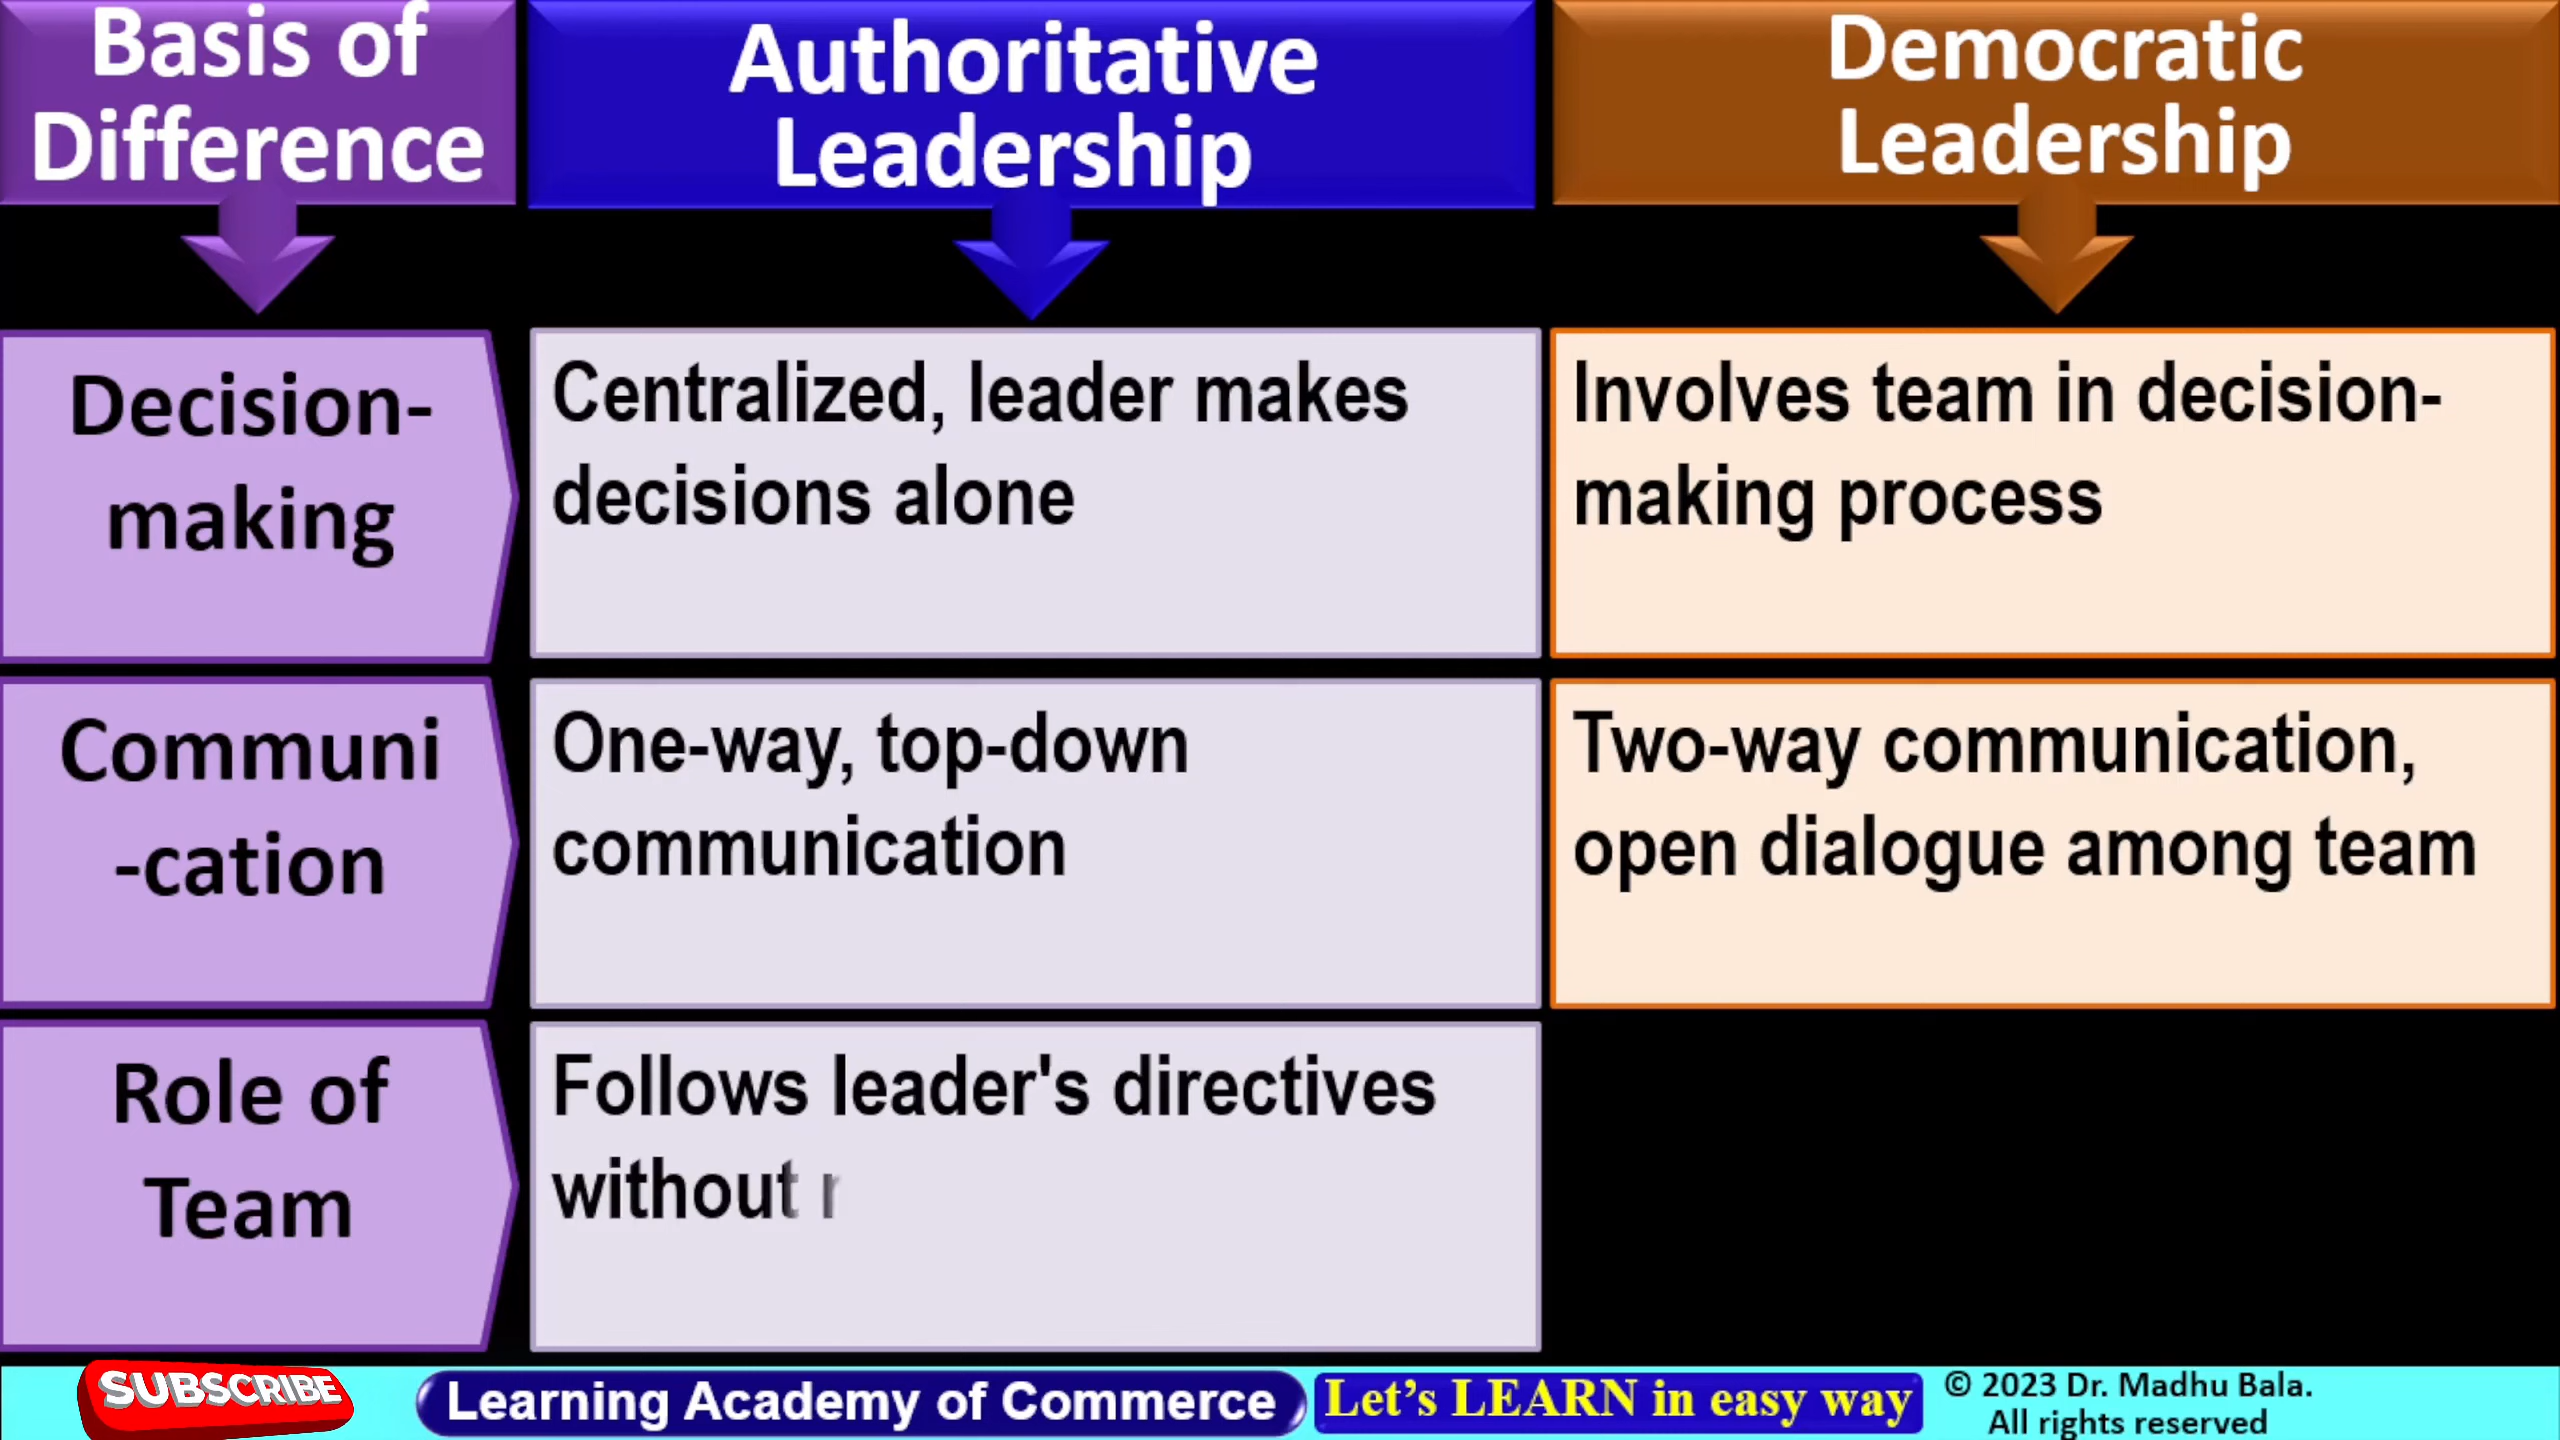 Basis of
Difference
Authoritative
Leadership
Democratic
Leadership
Decision-
making
Centralized, leader makes
decisions alone
Involves team in decision-
making process
Communi
-cation
One-way, top-down
communication
Two-way communication,
open dialogue among team
Role of
Team
Follows leader's directives
without
SUBSCRIBE
Learning Academy of Commerce
Let's LEARN in easy way
© 2023 Dr. Madhu Bala.
All rights reserved